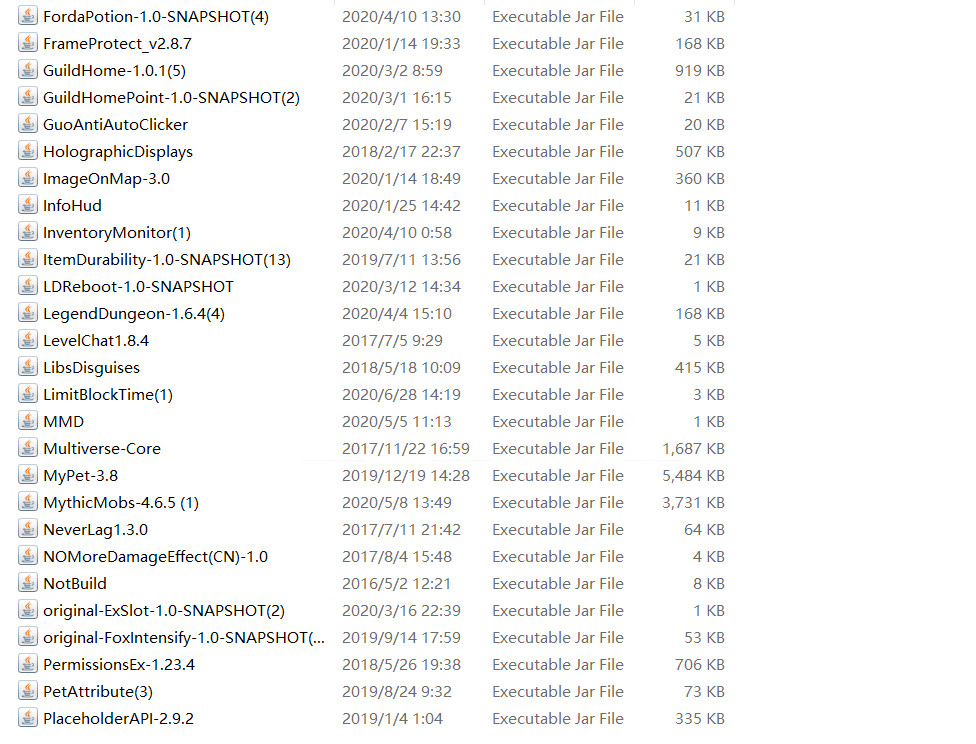 FordaPotion-1.0-SNAPSHOT(4) 2020/4/10 13:30 Executable Jar File 31 KB
FrameProtect_v2.8.7 2020/1/14 19:33 Executable Jar File 168 KB
GuildHome-1.0.1(5) 2020/3/2 8:59 Executable Jar File 919 KB
GuildHomePoint-1.0-SNAPSHOT(2) 2020/3/1 16:15 Executable Jar File 21 KB
GuoAntiAutoClicker 2020/2/7 15:19 Executable Jar File 20 KB
HolographicDisplays 2018/2/17 22:37 Executable Jar File 507 KB
ImageOnMap-3.0 2020/1/14 18:49 Executable Jar File 360 KB
InfoHud 2020/1/25 14:42 Executable Jar File 11 KB
InventoryMonitor(1) 2020/4/10 0:58 Executable Jar File 9 KB
ItemDurability-1.0-SNAPSHOT(13) 2019/7/11 13:56 Executable Jar File 21 KB
LDReboot-1.0-SNAPSHOT 2020/3/12 14:34 Executable Jar File 1 KB
LegendDungeon-1.6.4(4) 2020/4/4 15:10 Executable Jar File 168 KB
LevelChat1.8.4 2017/7/5 9:29 Executable Jar File 5 KB
LibsDisguises 2018/5/18 10:09 Executable Jar File 415 KB
LimitBlockTime(1) 2020/6/28 14:19 Executable Jar File 3 KB
MMD 2020/5/5 11:13 Executable Jar File 1 KB
Multiverse-Core 2017/11/22 16:59 Executable Jar File 1,687 KB
MyPet-3.8 2019/12/19 14:28 Executable Jar File 5,484 KB
MythicMobs-4.6.5 (1) 2020/5/8 13:49 Executable Jar File 3,731 KB
NeverLag1.3.0 2017/7/11 21:42 Executable Jar File 64 KB
NOMoreDamageEffect(CN)-1.0 2017/8/4 15:48 Executable Jar File 4 KB
NotBuild 2016/5/2 12:21 Executable Jar File 8 KB
original-ExSlot-1.0-SNAPSHOT(2) 2020/3/16 22:39 Executable Jar File 1 KB
original-FoxIntensify-1.0-SNAPSHOT(... 2019/9/14 17:59 Executable Jar File 53 KB
PermissionsEx-1.23.4 2018/5/26 19:38 Executable Jar File 706 KB
PetAttribute(3) 2019/8/24 9:32 Executable Jar File 73 KB
PlaceholderAPI-2.9.2 2019/1/4 1:04 Executable Jar File 335 KB